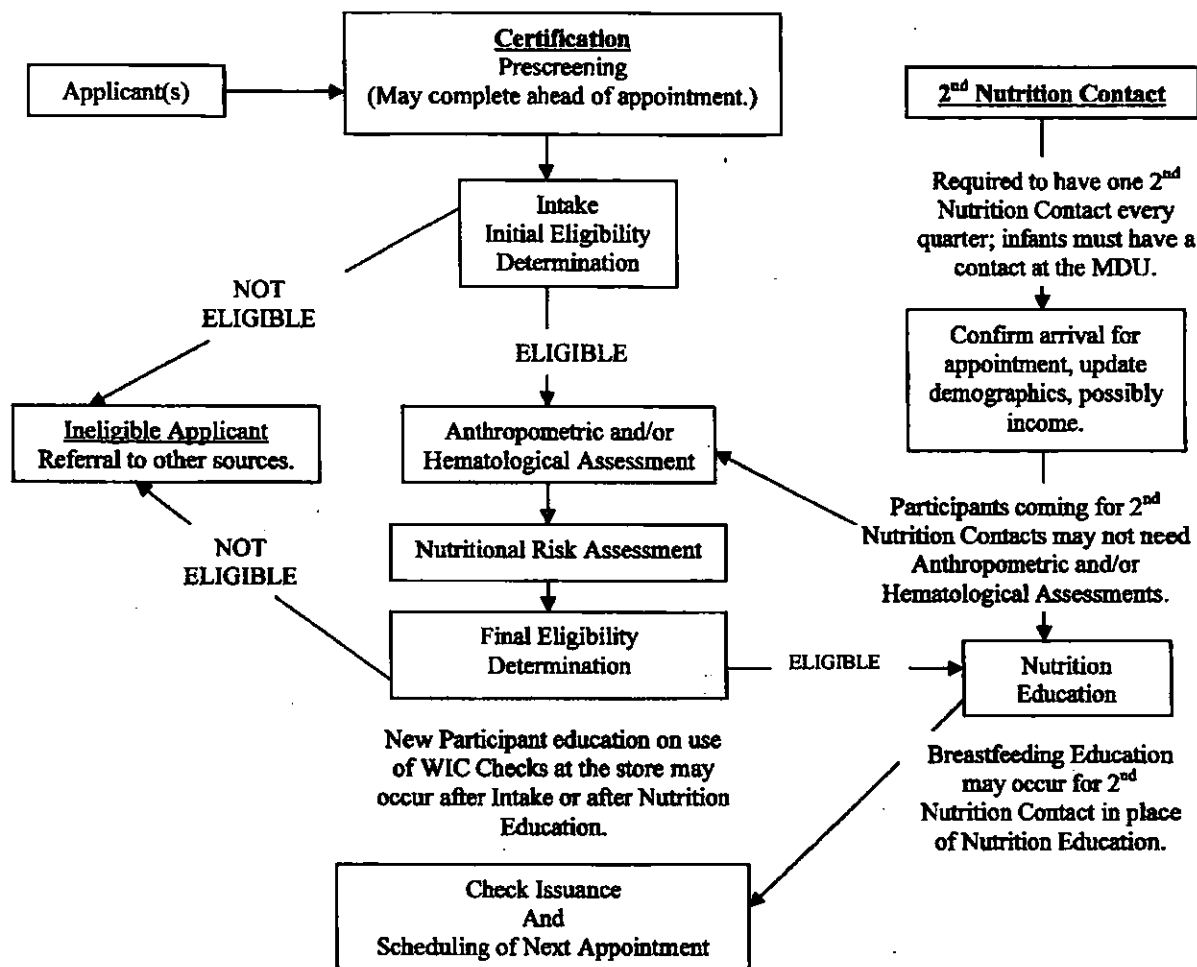 Applicant(s)
Certification
Prescreening
(May complete ahead of appointment.)
Intake
Initial Eligibility
Determination
NOT
ELIGIBLE
ELIGIBLE
Ineligible Applicant
Referral to other sources.
Anthropometric and/or
Hematological Assessment
Nutritional Risk Assessment
NOT
ELIGIBLE
Final Eligibility
Determination
ELIGIBLE
New Participant education on use
of WIC Checks at the store may
occur after Intake or after Nutrition
Education.
2nd Nutrition Contact
Required to have one 2nd
Nutrition Contact every
quarter; infants must have a
contact at the MDU.
Confirm arrival for
appointment, update
demographics, possibly
income.
Participants coming for 2nd
Nutrition Contacts may not need
Anthropometric and/or
Hematological Assessments.
Nutrition
Education
Breastfeeding Education
may occur for 2nd
Nutrition Contact in place
of Nutrition Education.
Check Issuance
And
Scheduling of Next Appointment